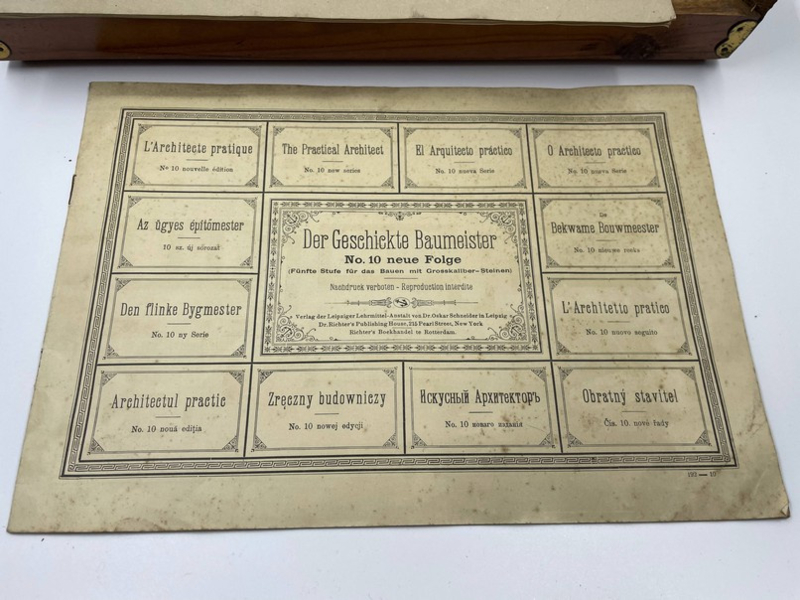 L'Architecte pratique
No 10 nouvelle édition
The Practical Architect
No. 10 new series
El Arquitecto práctico
No. 10 nueva Serie
O Architecto practico
No. 10 nueva Serie
Az ügyes építőmester
10 sz. új sorozat
Der Geschickte Baumeister
No. 10 neue Folge
(Fünfte Stufe für das Bauen mit Grosskaliber-Steinen)
Nachdruck verboten - Reproduction interdite
Verlag der Leipziger Lehrmittel-Anstalt von Dr. Oskar Schneider in Leipzig
Dr. Richter's Publishing House, 215 Pearl Street, New York
Richter's Boekhandel te Rotterdam.
De
Bekwame Bouwmeester
No. 10 nieuwe reeks
Den flinke Bygmester
No. 10 ny Serie
L'Architetto pratico
No. 10 nuovo seguito
Architectul practic
No. 10 nouă ediția
Zręczny budowniczy
No. 10 nowej edycji
Искусный Архитекторъ
No. 10 новаго изданія
Obratný stavitel
Čís. 10. nové řady